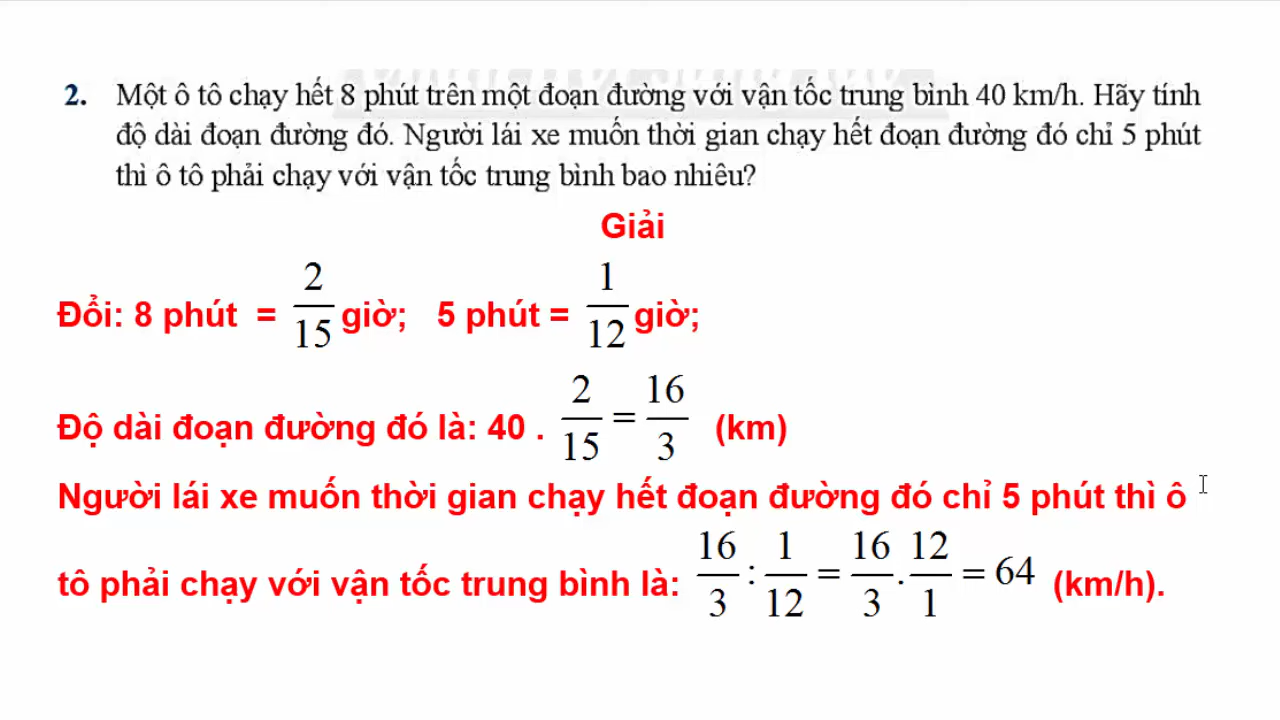 2. Một ô tô chạy hết 8 phút trên một đoạn đường với vận tốc trung bình 40 km/h. Hãy tính
độ dài đoạn đường đó. Người lái xe muốn thời gian chạy hết đoạn đường đó chỉ 5 phút
thì ô tô phải chạy với vận tốc trung bình bao nhiêu?
Giải
Đổi: 8 phút = 2/15 giờ; 5 phút = 1/12 giờ;
Độ dài đoạn đường đó là: 40 . 2/15 = 16/3 (km)
Người lái xe muốn thời gian chạy hết đoạn đường đó chỉ 5 phút thì ô
tô phải chạy với vận tốc trung bình là: 16/3 : 1/12 = 16/3 . 12/1 = 64 (km/h).